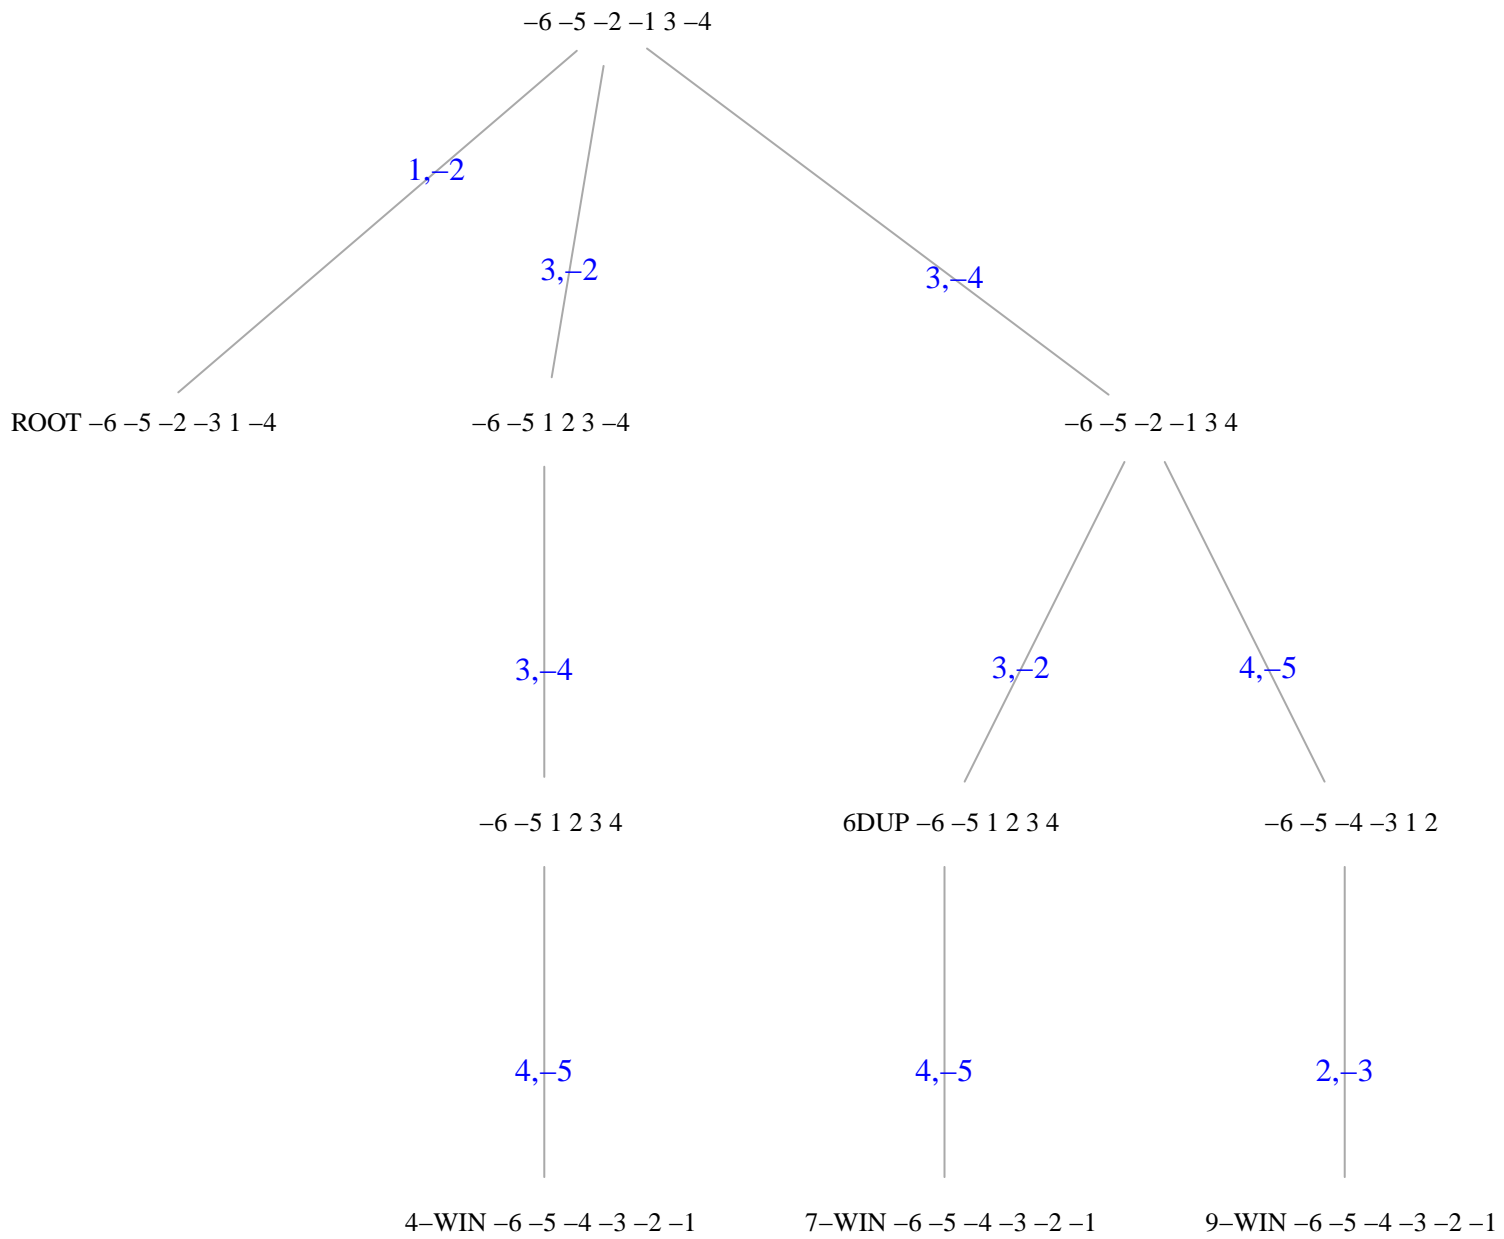 –6 –5 –2 –1 3 –4
1,–2
3,–2
3,–4
ROOT –6 –5 –2 –3 1 –4
–6 –5 1 2 3 –4
–6 –5 –2 –1 3 4
3,–4
3,–2
4,–5
–6 –5 1 2 3 4
6DUP –6 –5 1 2 3 4
–6 –5 –4 –3 1 2
4,–5
4,–5
2,–3
4–WIN –6 –5 –4 –3 –2 –1
7–WIN –6 –5 –4 –3 –2 –1
9–WIN –6 –5 –4 –3 –2 –1